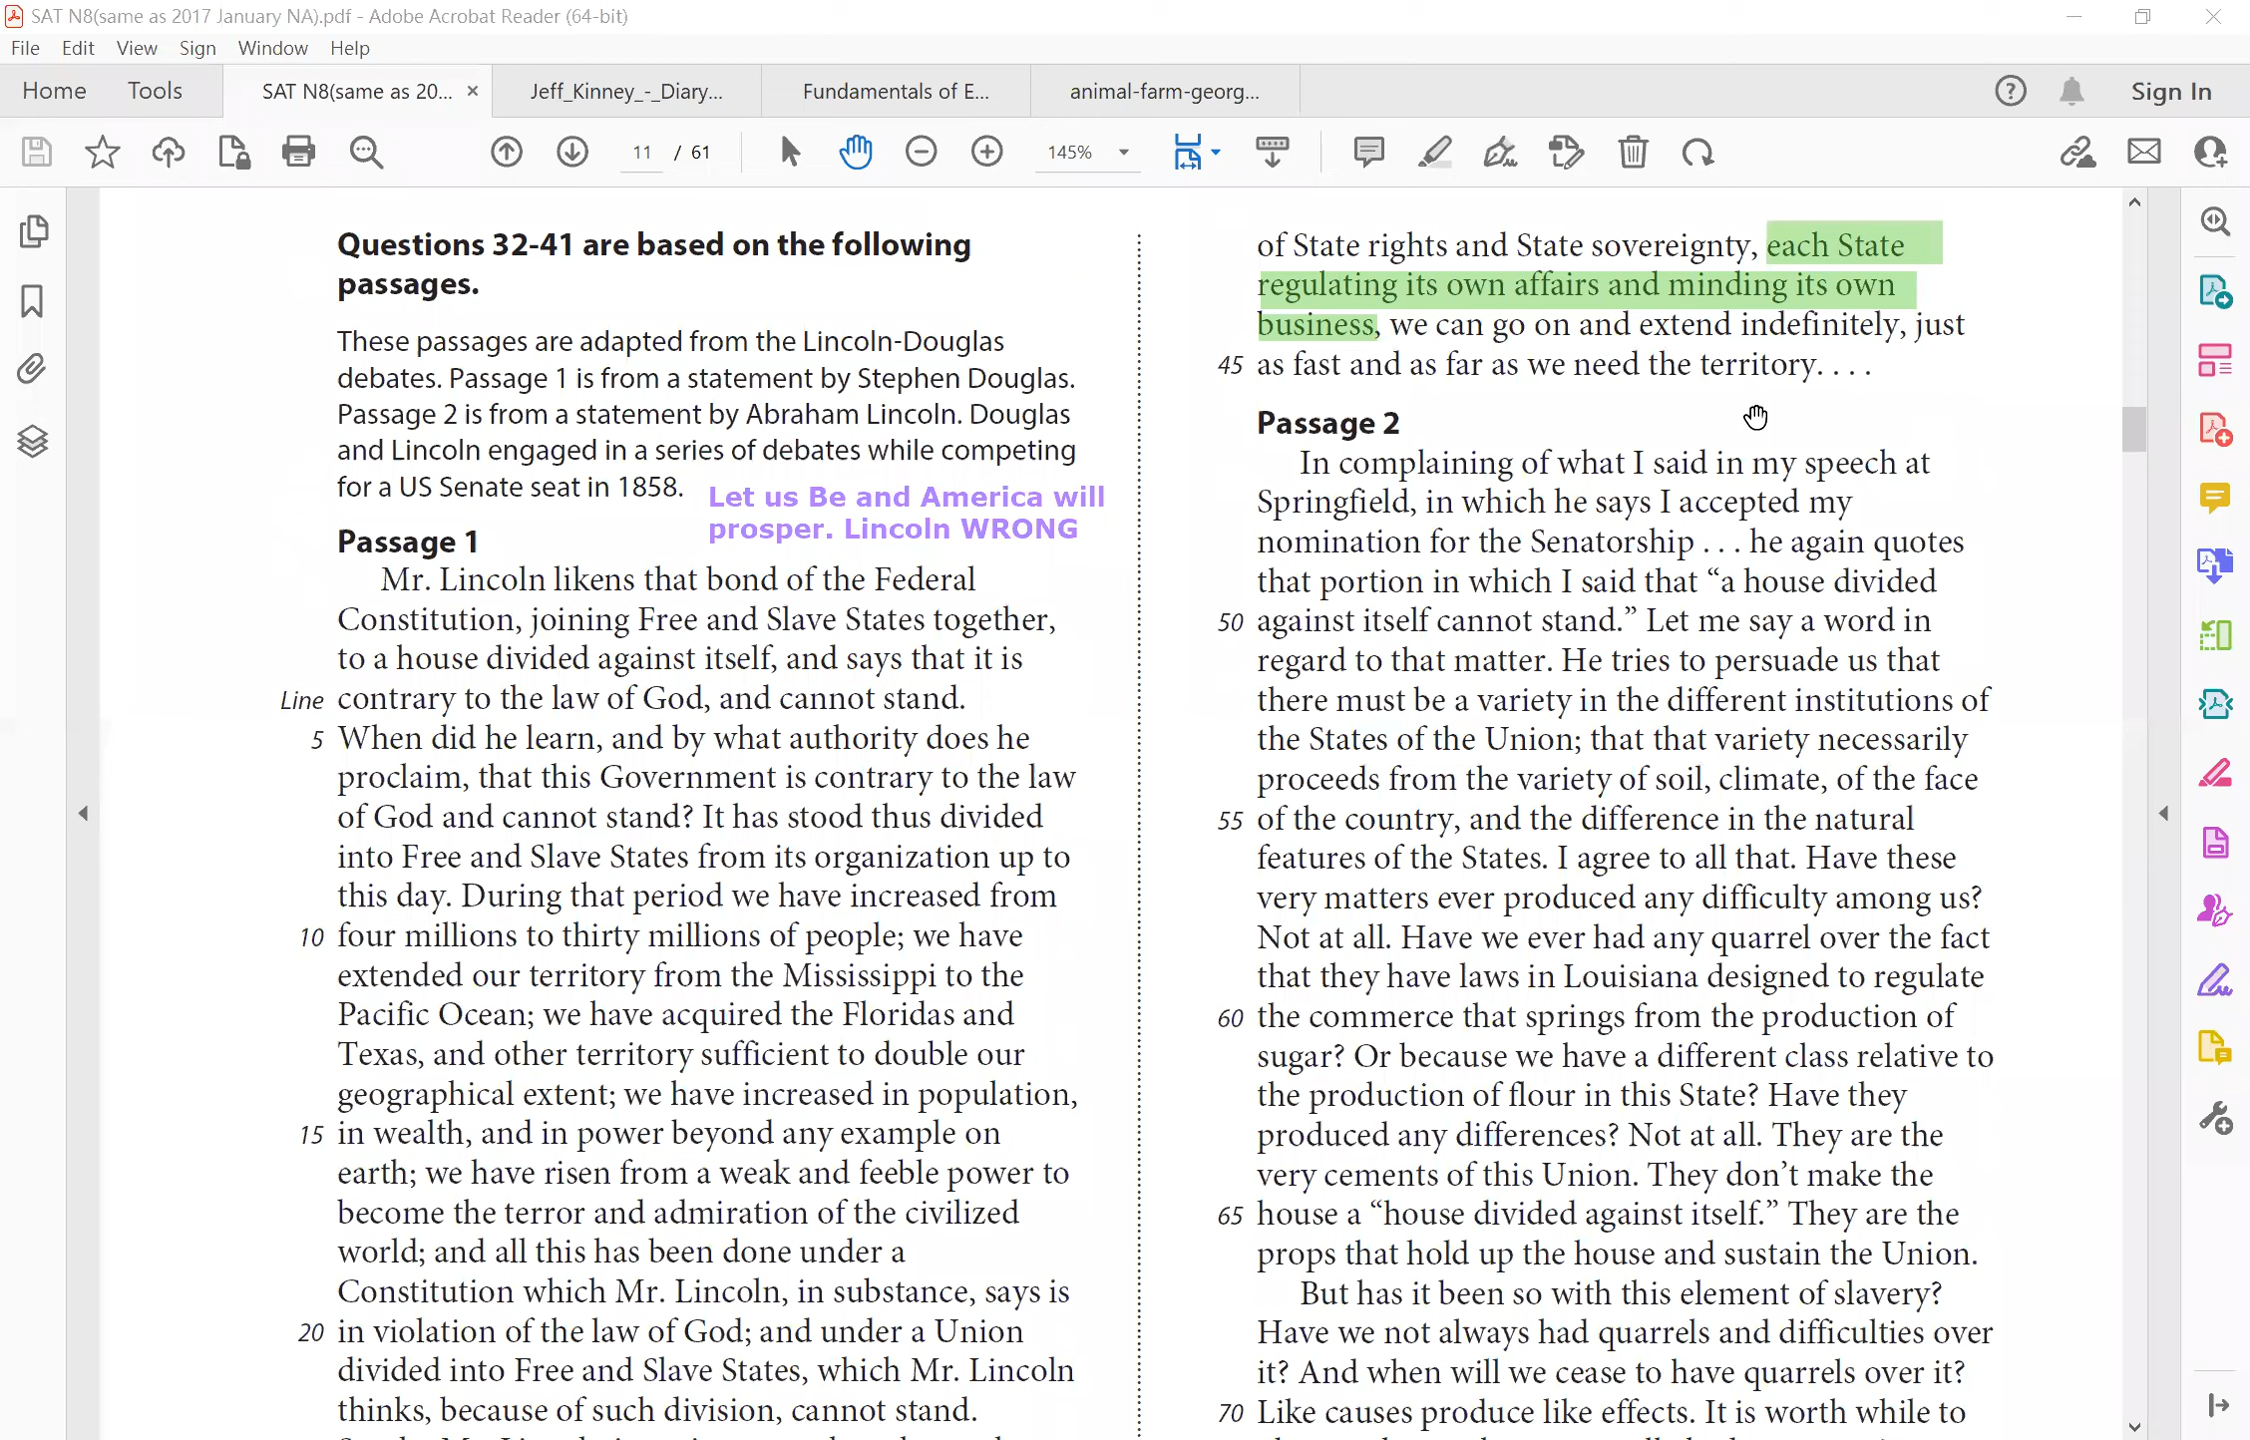 SAT N8(same as 2017 January NA).pdf - Adobe Acrobat Reader (64-bit)
File Edit View Sign Window Help
Home Tools SAT N8(same as 20... × Jeff_Kinney_-_Diary... Fundamentals of E... animal-farm-georg... Sign In
11 / 61 145%
Questions 32-41 are based on the following
passages.
These passages are adapted from the Lincoln-Douglas
debates. Passage 1 is from a statement by Stephen Douglas.
Passage 2 is from a statement by Abraham Lincoln. Douglas
and Lincoln engaged in a series of debates while competing
for a US Senate seat in 1858.
Let us Be and America will
prosper. Lincoln WRONG
Passage 1
Mr. Lincoln likens that bond of the Federal
Constitution, joining Free and Slave States together,
to a house divided against itself, and says that it is
Line contrary to the law of God, and cannot stand.
5 When did he learn, and by what authority does he
proclaim, that this Government is contrary to the law
of God and cannot stand? It has stood thus divided
into Free and Slave States from its organization up to
this day. During that period we have increased from
10 four millions to thirty millions of people; we have
extended our territory from the Mississippi to the
Pacific Ocean; we have acquired the Floridas and
Texas, and other territory sufficient to double our
geographical extent; we have increased in population,
15 in wealth, and in power beyond any example on
earth; we have risen from a weak and feeble power to
become the terror and admiration of the civilized
world; and all this has been done under a
Constitution which Mr. Lincoln, in substance, says is
20 in violation of the law of God; and under a Union
divided into Free and Slave States, which Mr. Lincoln
thinks, because of such division, cannot stand.
of State rights and State sovereignty, each State
regulating its own affairs and minding its own
business, we can go on and extend indefinitely, just
45 as fast and as far as we need the territory. . . .
Passage 2
In complaining of what I said in my speech at
Springfield, in which he says I accepted my
nomination for the Senatorship . . . he again quotes
that portion in which I said that “a house divided
50 against itself cannot stand.” Let me say a word in
regard to that matter. He tries to persuade us that
there must be a variety in the different institutions of
the States of the Union; that that variety necessarily
proceeds from the variety of soil, climate, of the face
55 of the country, and the difference in the natural
features of the States. I agree to all that. Have these
very matters ever produced any difficulty among us?
Not at all. Have we ever had any quarrel over the fact
that they have laws in Louisiana designed to regulate
60 the commerce that springs from the production of
sugar? Or because we have a different class relative to
the production of flour in this State? Have they
produced any differences? Not at all. They are the
very cements of this Union. They don’t make the
65 house a “house divided against itself.” They are the
props that hold up the house and sustain the Union.
But has it been so with this element of slavery?
Have we not always had quarrels and difficulties over
it? And when will we cease to have quarrels over it?
70 Like causes produce like effects. It is worth while to